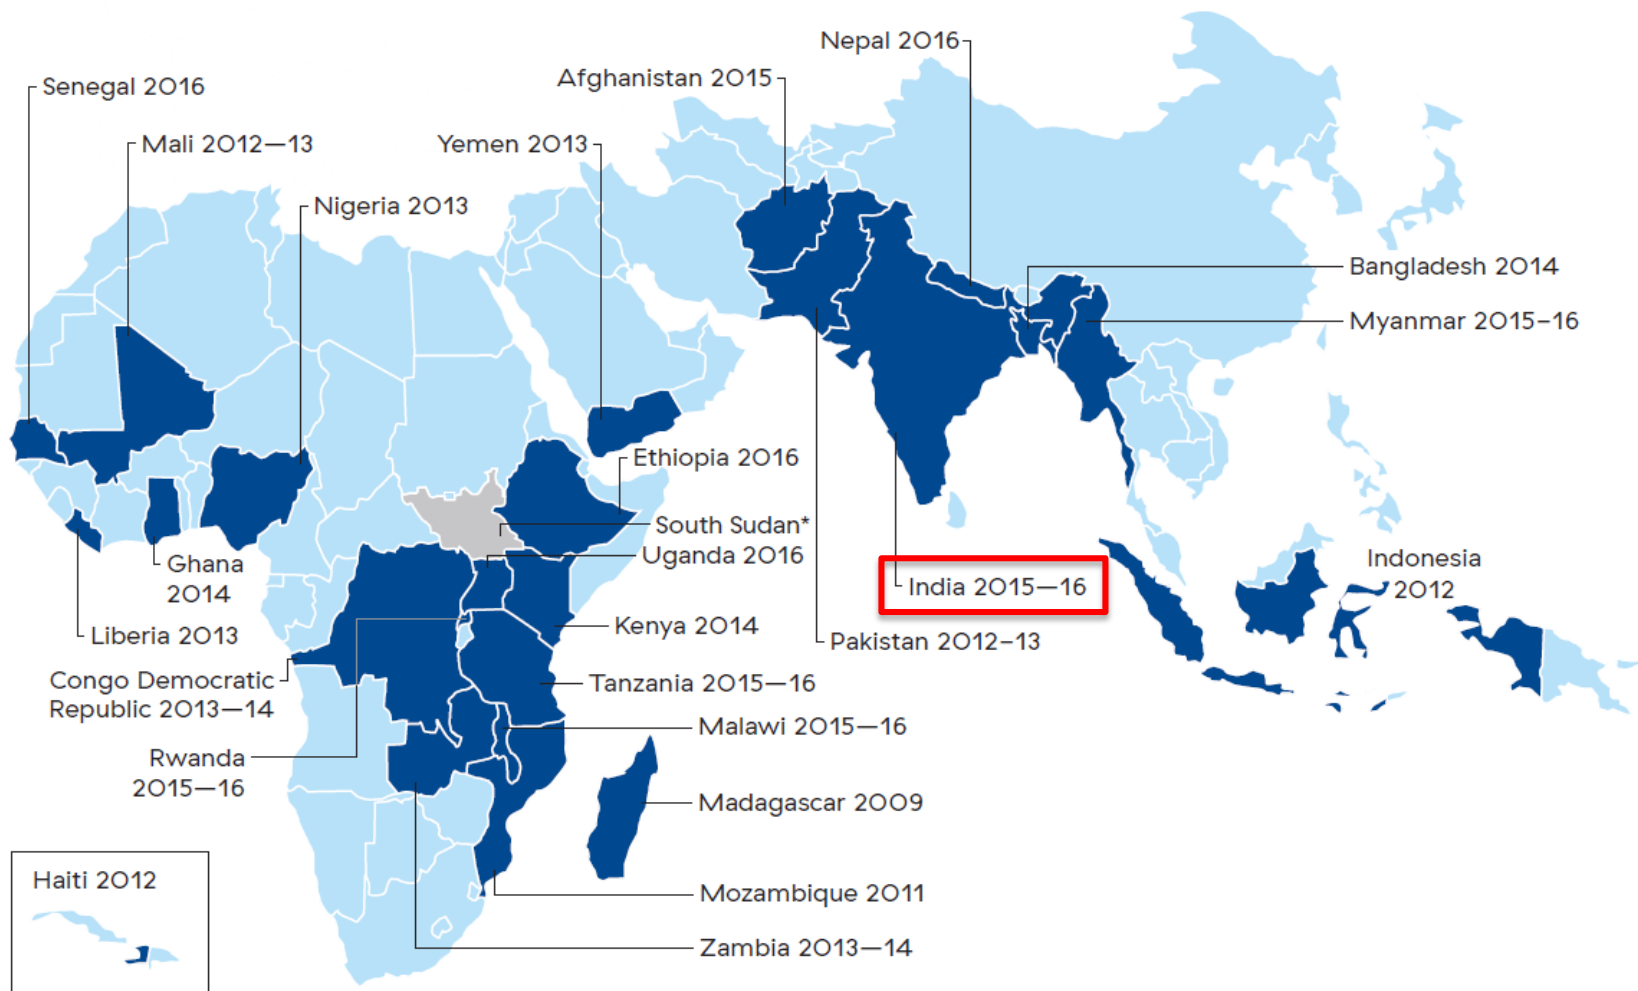 Nepal 2016
Afghanistan 2015
Senegal 2016
Mali 2012—13
Yemen 2013
Nigeria 2013
Bangladesh 2014
Myanmar 2015-16
Ethiopia 2016
South Sudan*
Uganda 2016
Ghana
2014
Indonesia
2012
India 2015—16
Liberia 2013
Kenya 2014
Pakistan 2012-13
Congo Democratic
Republic 2013—14
Tanzania 2015—16
Malawi 2015—16
Rwanda
2015—16
Madagascar 2009
Haiti 2012
Mozambique 2011
Zambia 2013—14